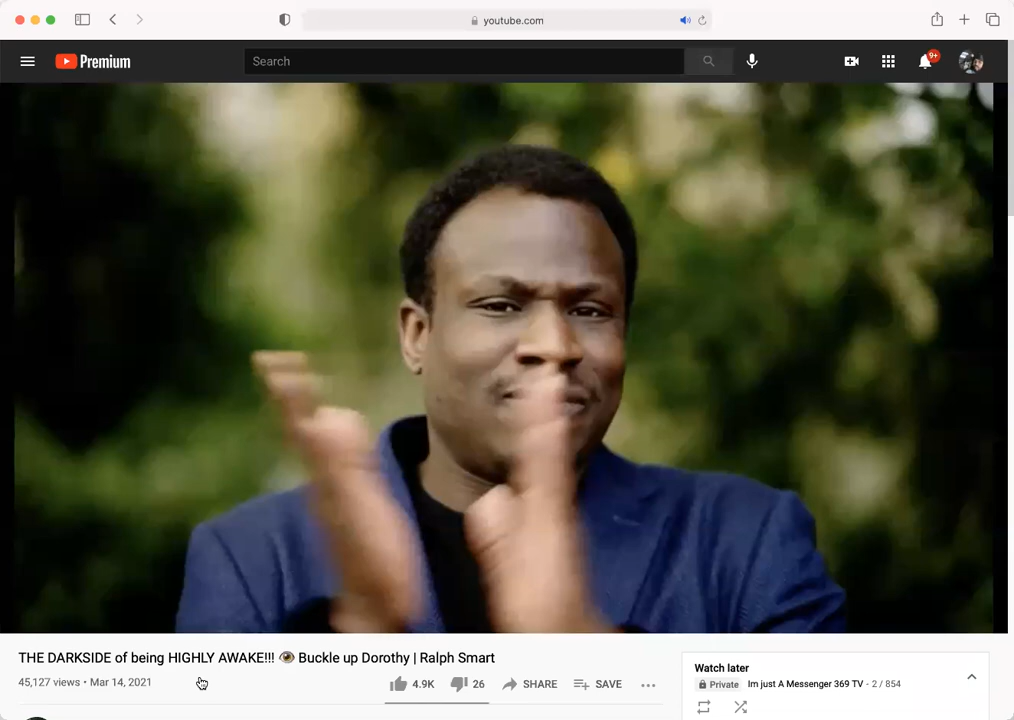 youtube.com
Premium
Search
9+
THE DARKSIDE of being HIGHLY AWAKE!!! 👁 Buckle up Dorothy | Ralph Smart
45,127 views • Mar 14, 2021
4.9K
26
SHARE
SAVE
Watch later
Private
Im just A Messenger 369 TV - 2 / 854